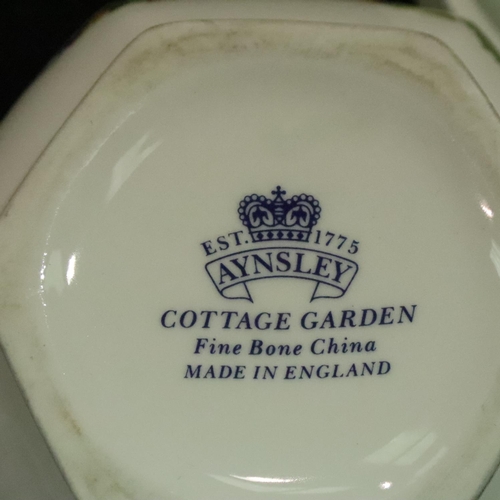 EST. 1775
AYNSLEY
COTTAGE GARDEN
Fine Bone China
MADE IN ENGLAND